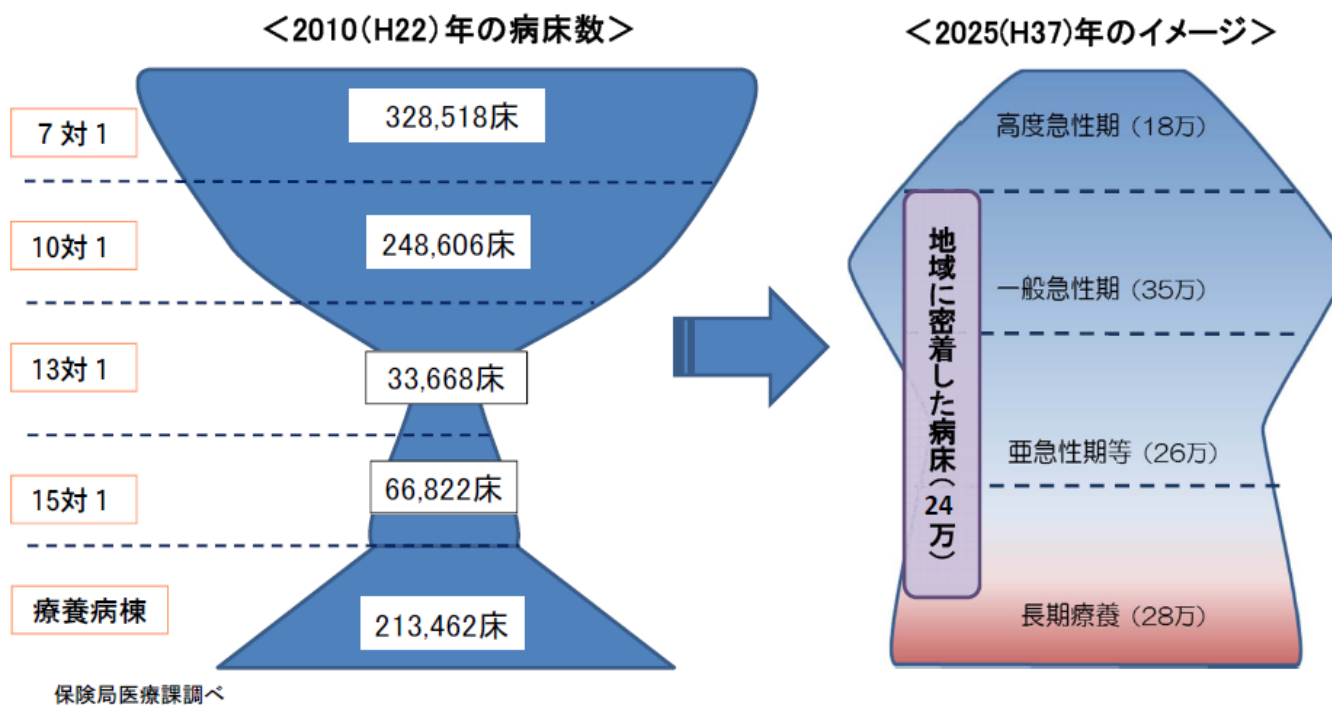 ＜2010(H22)年の病床数＞
7対1
328,518床
10対1
248,606床
13対1
33,668床
15対1
66,822床
療養病棟
213,462床
保険局医療課調べ
＜2025(H37)年のイメージ＞
高度急性期（18万）
一般急性期（35万）
亜急性期等（26万）
長期療養（28万）
地域に密着した病床（24万）